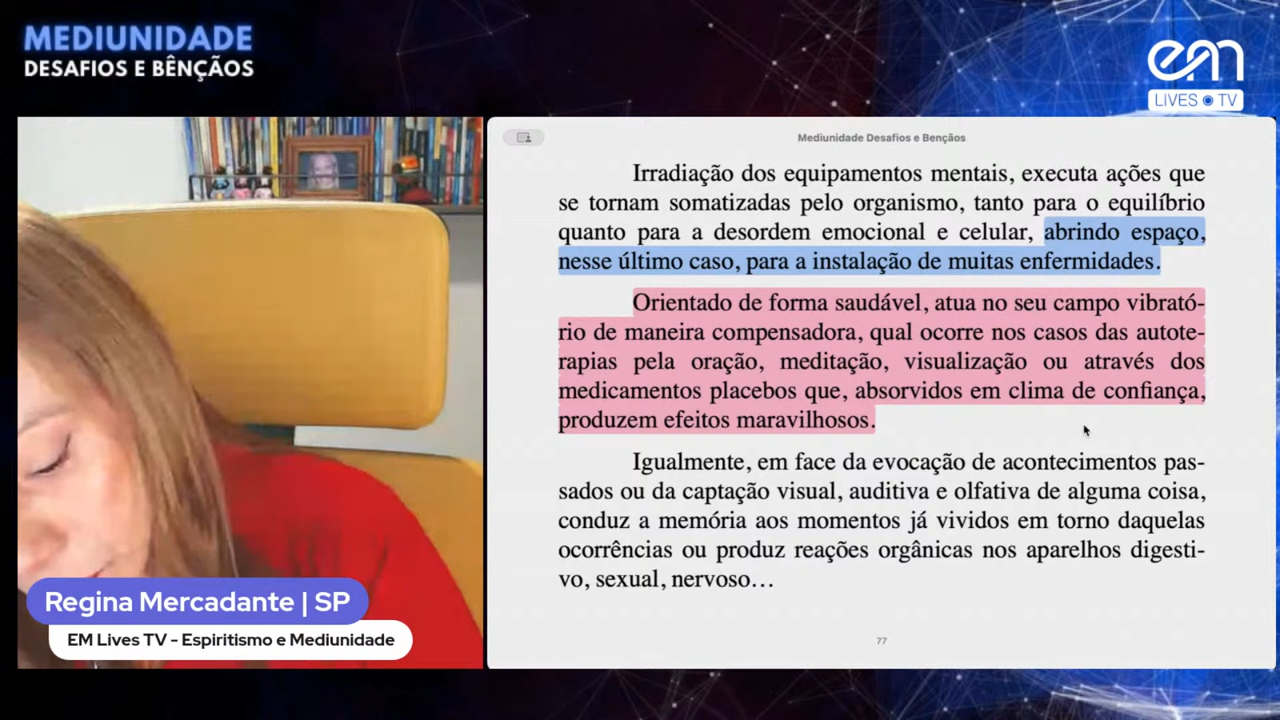 MEDIUNIDADE
DESAFIOS E BÊNÇÃOS
em
LIVES TV
Mediunidade Desafios e Bençãos
Irradiação dos equipamentos mentais, executa ações que
se tornam somatizadas pelo organismo, tanto para o equilíbrio
quanto para a desordem emocional e celular, abrindo espaço,
nesse último caso, para a instalação de muitas enfermidades.
Orientado de forma saudável, atua no seu campo vibrató-
rio de maneira compensadora, qual ocorre nos casos das autote-
rapias pela oração, meditação, visualização ou através dos
medicamentos placebos que, absorvidos em clima de confiança,
produzem efeitos maravilhosos.
Igualmente, em face da evocação de acontecimentos pas-
sados ou da captação visual, auditiva e olfativa de alguma coisa,
conduz a memória aos momentos já vividos em torno daquelas
ocorrências ou produz reações orgânicas nos aparelhos digesti-
vo, sexual, nervoso…
77
Regina Mercadante | SP
EM Lives TV - Espiritismo e Mediunidade